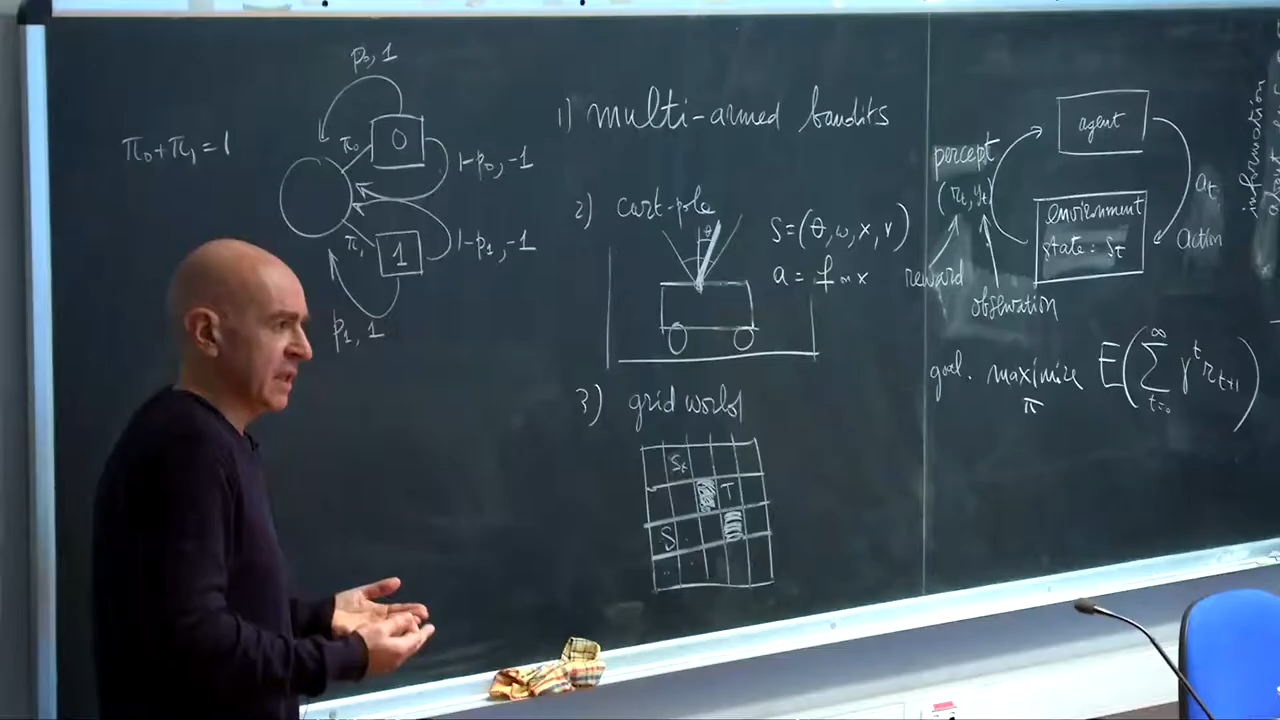 π₀+π₁=1
p₀, 1
π₀
0
1-p₀, -1
π₁
1
1-p₁, -1
p₁, 1
1) multi-armed bandits
2) cart-pole
θ
S=(θ, ω, x, v)
a = f on x
3) grid world
S*
T
S
agent
percept
(r_t, y_t)
a_t
action
environment
state: S_t
reward
observation
goal. maximize E(∑ γ^t r_{t+1})
π
t=0
∞
information